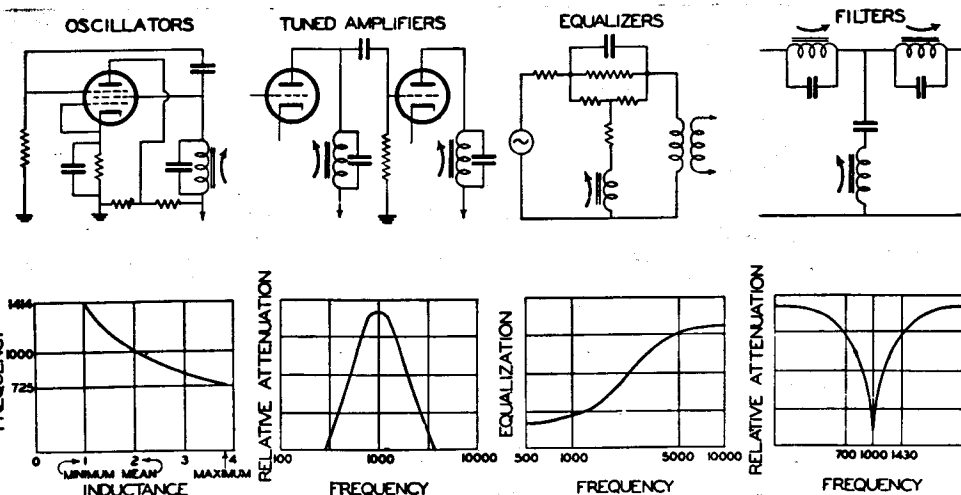 OSCILLATORS
TUNED AMPLIFIERS
EQUALIZERS
FILTERS
FREQUENCY
1414
1000
725
0 1 2 3 4
MINIMUM MEAN MAXIMUM
INDUCTANCE
RELATIVE ATTENUATION
100 1000 10000
FREQUENCY
EQUALIZATION
500 1000 5000 10000
FREQUENCY
RELATIVE ATTENUATION
700 1000 1430
FREQUENCY